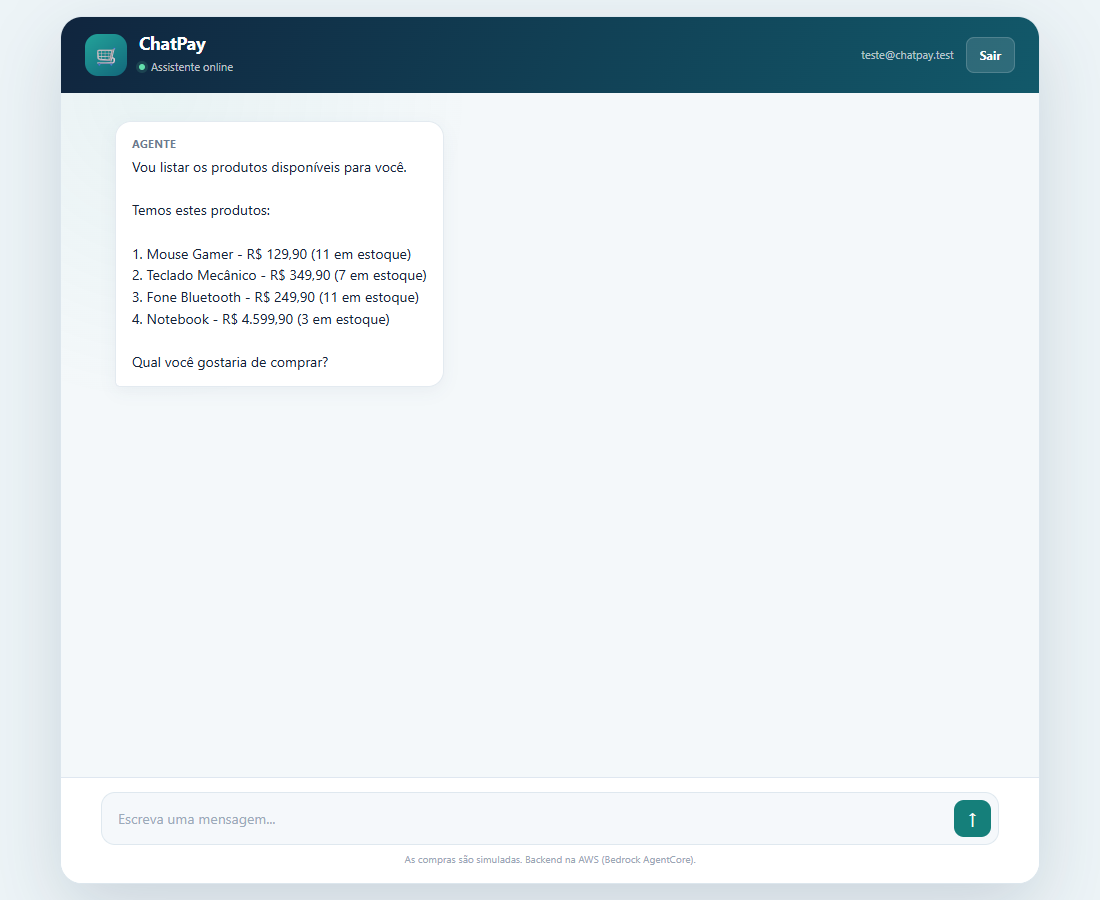 ChatPay
Assistente online
teste@chatpay.test
Sair
AGENTE
Vou listar os produtos disponíveis para você.
Temos estes produtos:
1. Mouse Gamer - R$ 129,90 (11 em estoque)
2. Teclado Mecânico - R$ 349,90 (7 em estoque)
3. Fone Bluetooth - R$ 249,90 (11 em estoque)
4. Notebook - R$ 4.599,90 (3 em estoque)
Qual você gostaria de comprar?
Escreva uma mensagem...
As compras são simuladas. Backend na AWS (Bedrock AgentCore).